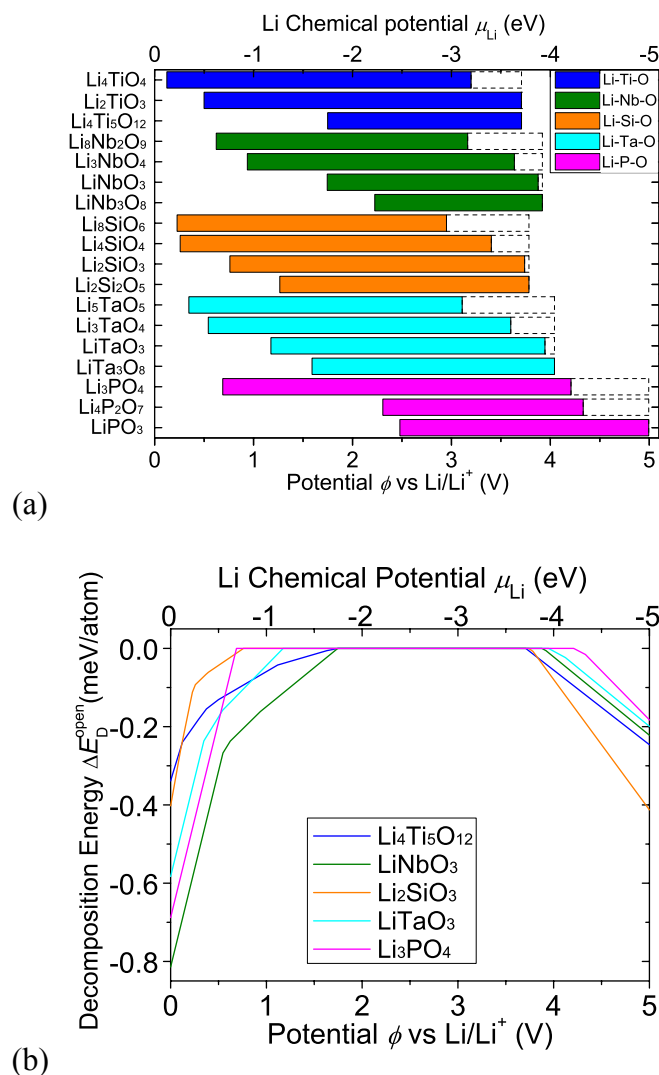 Li Chemical potential μLi (eV)
0 -1 -2 -3 -4 -5
Li4TiO4
Li2TiO3
Li4Ti5O12
Li8Nb2O9
Li3NbO4
LiNbO3
LiNb3O8
Li8SiO6
Li4SiO4
Li2SiO3
Li2Si2O5
Li5TaO5
Li3TaO4
LiTaO3
LiTa3O8
Li3PO4
Li4P2O7
LiPO3
Li-Ti-O
Li-Nb-O
Li-Si-O
Li-Ta-O
Li-P-O
0 1 2 3 4 5
Potential ϕ vs Li/Li+ (V)
(a)
Li Chemical Potential μLi (eV)
0 -1 -2 -3 -4 -5
Decomposition Energy ΔEDopen(meV/atom)
0.0
-0.2
-0.4
-0.6
-0.8
Li4Ti5O12
LiNbO3
Li2SiO3
LiTaO3
Li3PO4
0 1 2 3 4 5
Potential ϕ vs Li/Li+ (V)
(b)